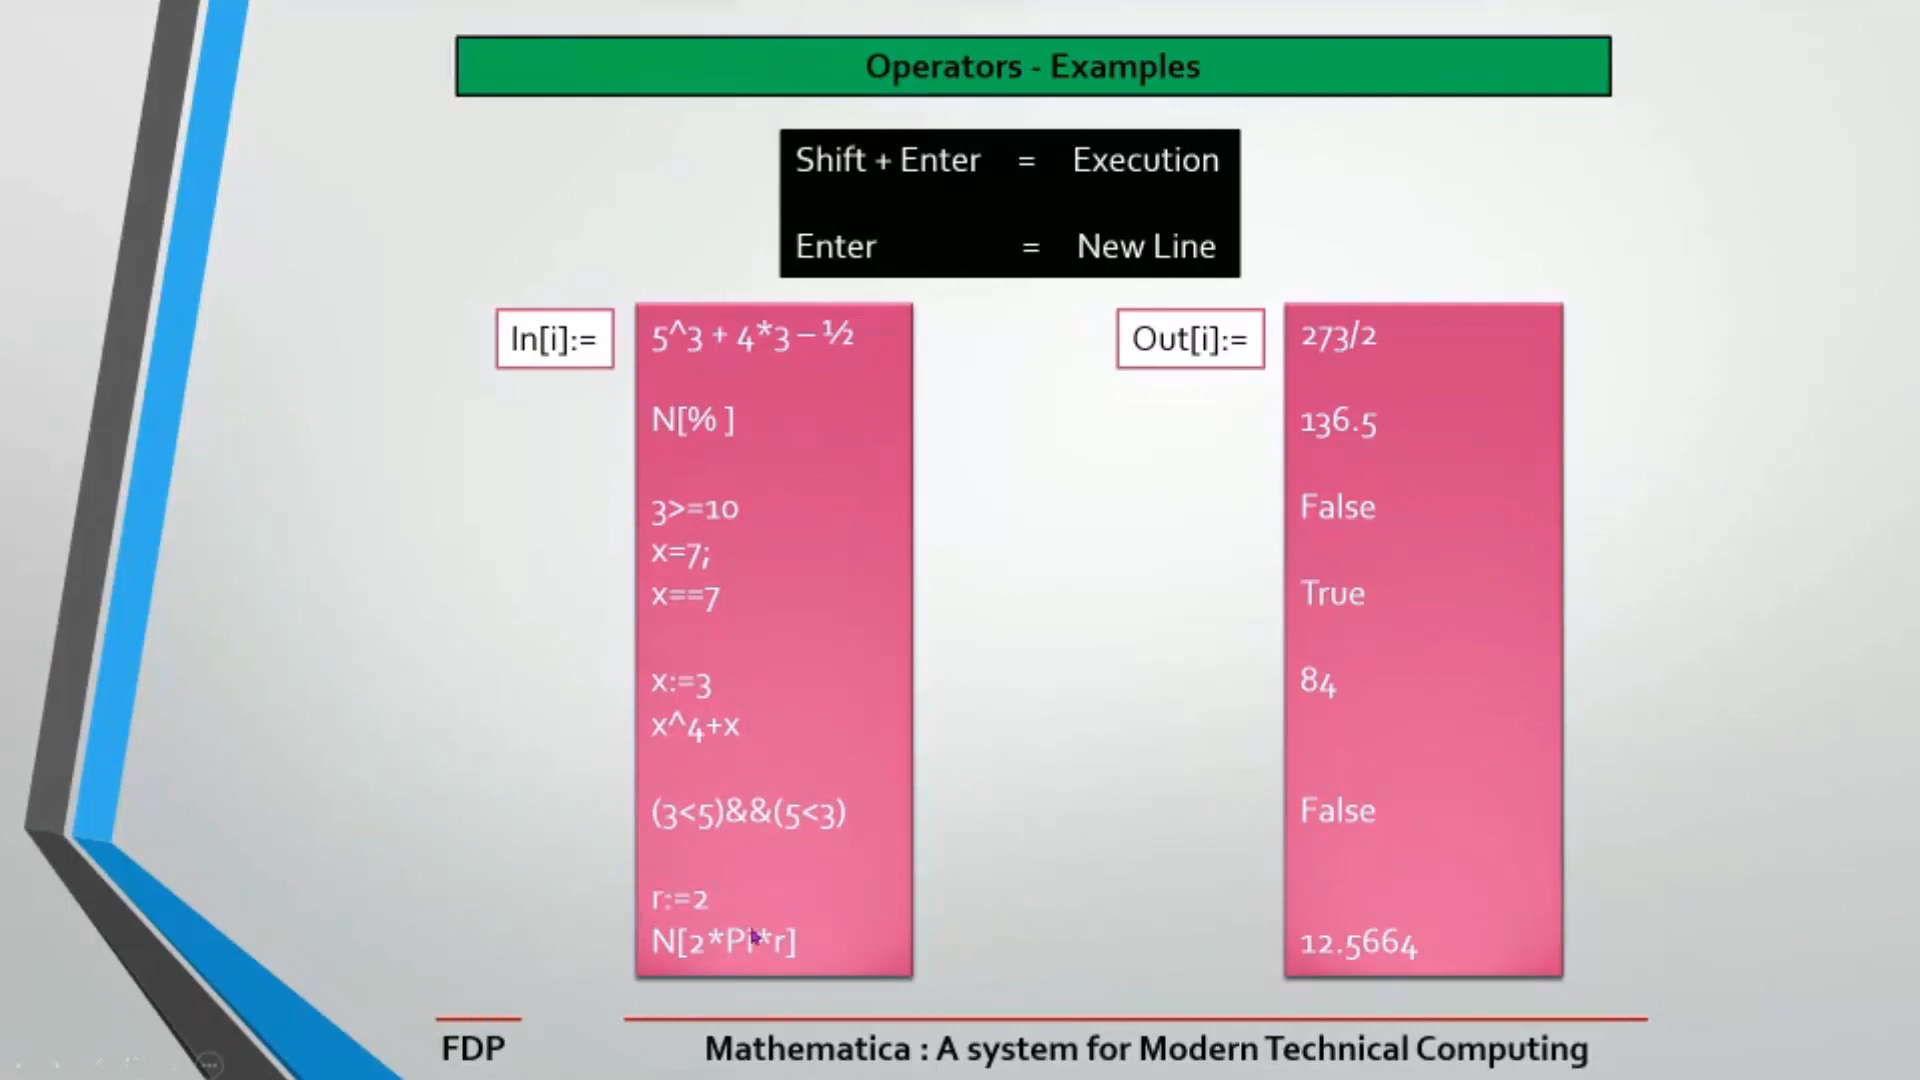 Operators - Examples
Shift + Enter = Execution
Enter = New Line
In[i]:=
5^3 + 4*3 – ½
N[% ]
3>=10
x=7;
x==7
x:=3
x^4+x
(3<5)&&(5<3)
r:=2
N[2*Pi*r]
Out[i]:=
273/2
136.5
False
True
84
False
12.5664
FDP
Mathematica : A system for Modern Technical Computing